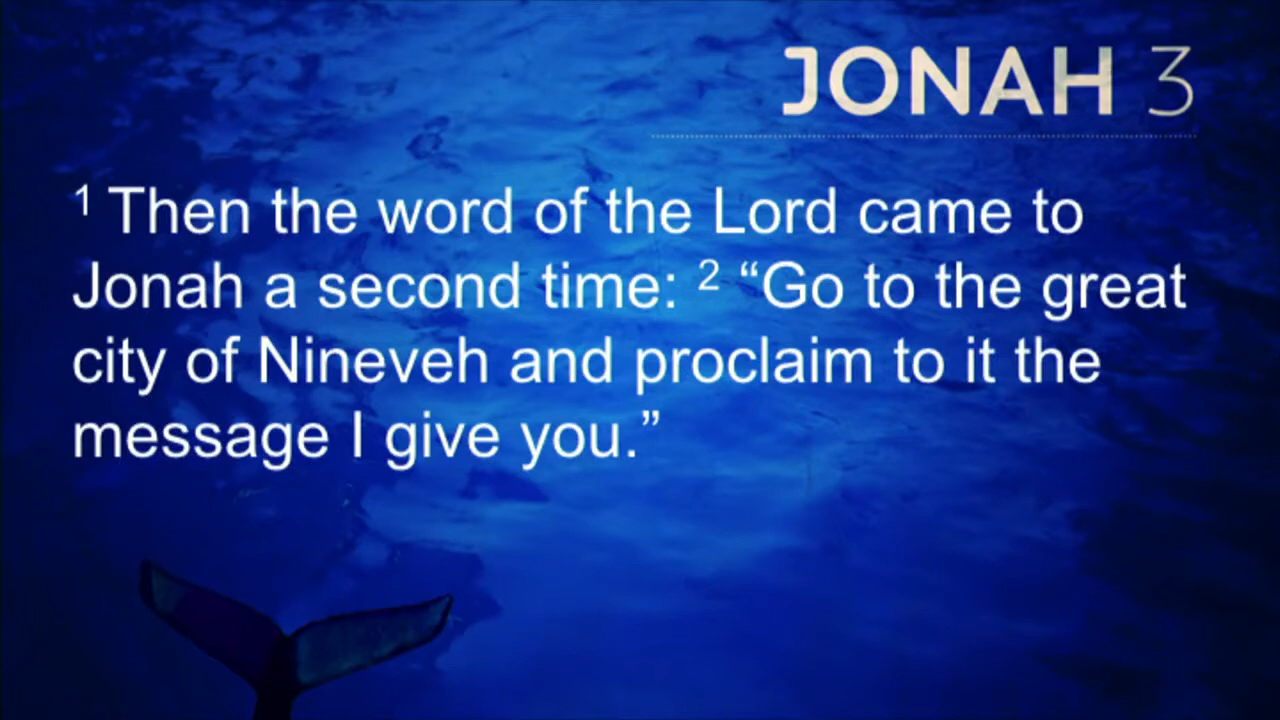 JONAH 3
¹ Then the word of the Lord came to
Jonah a second time: ² “Go to the great
city of Nineveh and proclaim to it the
message I give you.”